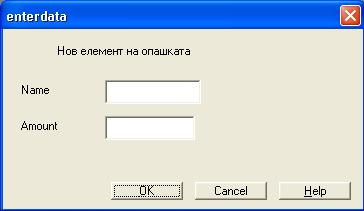 enterdata
Нов елемент на опашката
Name
Amount
OK Cancel Help